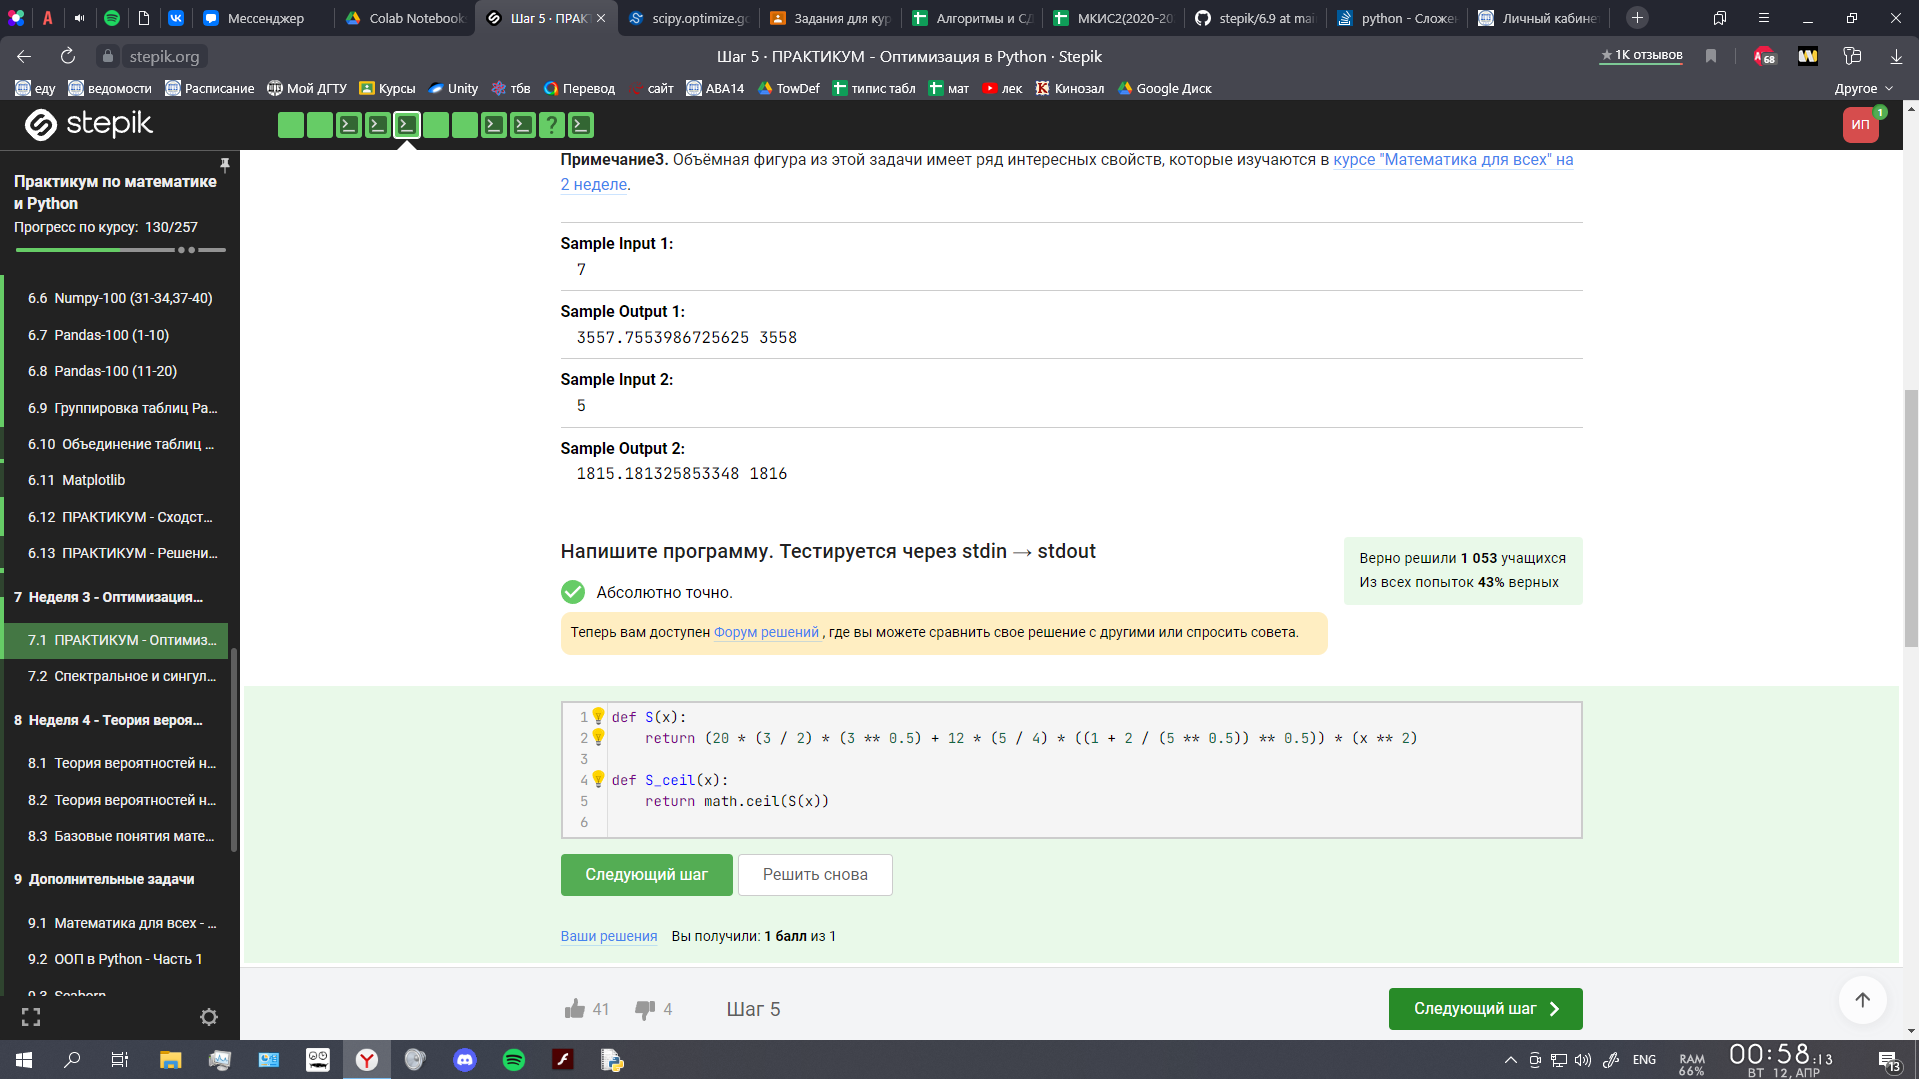 Мессенджер
Colab Notebook
Шаг 5 · ПРАК
scipy.optimize.g
Задания для кур
Алгоритмы и СД
МКИС2(2020-20
stepik/6.9 at mai
python - Сложе
Личный кабине
stepik.org
Шаг 5 · ПРАКТИКУМ - Оптимизация в Python · Stepik
★ 1К отзывов
68
еду
ведомости
Расписание
Мой ДГТУ
Курсы
Unity
тбв
Перевод
сайт
АВА14
TowDef
типис табл
мат
лек
Кинозал
Google Диск
Другое
stepik
ИП
1
Практикум по математике
и Python
Прогресс по курсу: 130/257
6.6 Numpy-100 (31-34,37-40)
6.7 Pandas-100 (1-10)
6.8 Pandas-100 (11-20)
6.9 Группировка таблиц Pa...
6.10 Объединение таблиц ...
6.11 Matplotlib
6.12 ПРАКТИКУМ - Сходст...
6.13 ПРАКТИКУМ - Решени...
7 Неделя 3 - Оптимизация...
7.1 ПРАКТИКУМ - Оптимиз...
7.2 Спектральное и сингул...
8 Неделя 4 - Теория вероя...
8.1 Теория вероятностей н...
8.2 Теория вероятностей н...
8.3 Базовые понятия мате...
9 Дополнительные задачи
9.1 Математика для всех - ...
9.2 ООП в Python - Часть 1
9.3 Seaborn
Примечание3. Объёмная фигура из этой задачи имеет ряд интересных свойств, которые изучаются в курсе "Математика для всех" на
2 неделе.
Sample Input 1:
7
Sample Output 1:
3557.7553986725625 3558
Sample Input 2:
5
Sample Output 2:
1815.181325853348 1816
Напишите программу. Тестируется через stdin → stdout
Верно решили 1 053 учащихся
Из всех попыток 43% верных
Абсолютно точно.
Теперь вам доступен Форум решений , где вы можете сравнить свое решение с другими или спросить совета.
1 def S(x):
2     return (20 * (3 / 2) * (3 ** 0.5) + 12 * (5 / 4) * ((1 + 2 / (5 ** 0.5)) ** 0.5)) * (x ** 2)
3
4 def S_ceil(x):
5     return math.ceil(S(x))
6
Следующий шаг
Решить снова
Ваши решения Вы получили: 1 балл из 1
41
4
Шаг 5
Следующий шаг
ENG
RAM
66%
00:58:13
ВТ 12, АПР
13